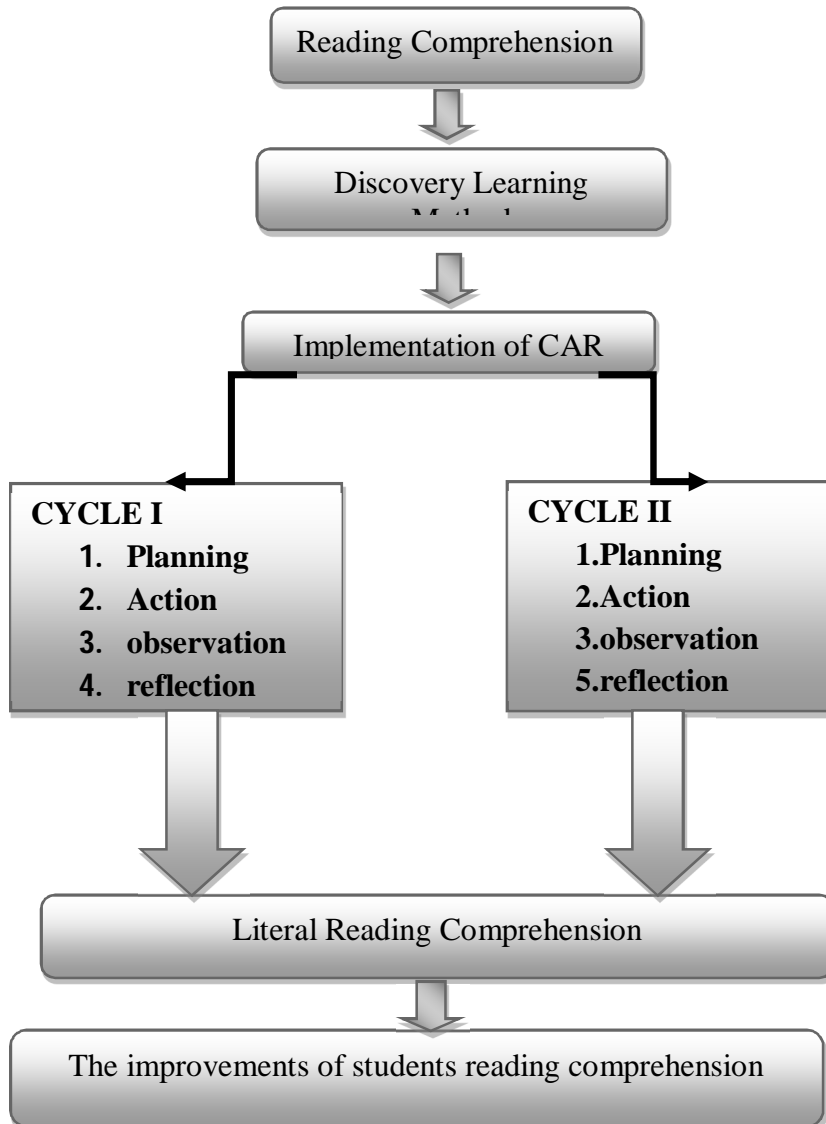 Reading Comprehension
Discovery Learning
Implementation of CAR
CYCLE I
1. Planning
2. Action
3. observation
4. reflection
CYCLE II
1.Planning
2.Action
3.observation
5.reflection
Literal Reading Comprehension
The improvements of students reading comprehension